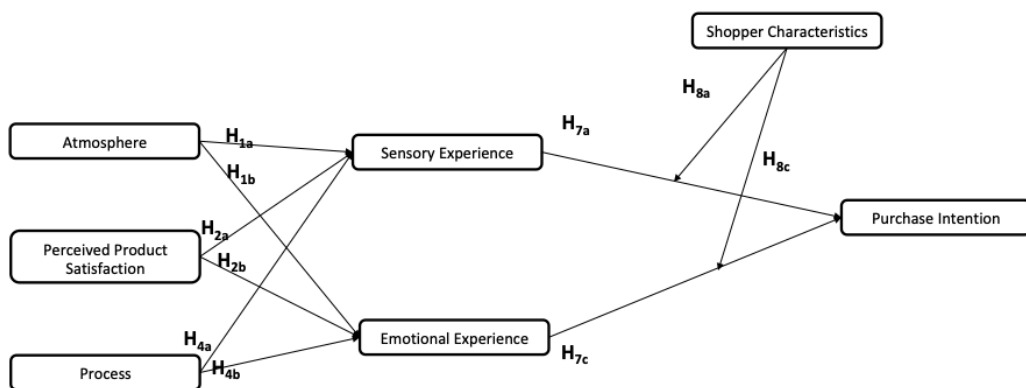 Shopper Characteristics
H8a
H7a
Atmosphere
H1a
Sensory Experience
H8c
H1b
Purchase Intention
H2a
Perceived Product
Satisfaction
H2b
H4a
Emotional Experience
H7c
Process
H4b